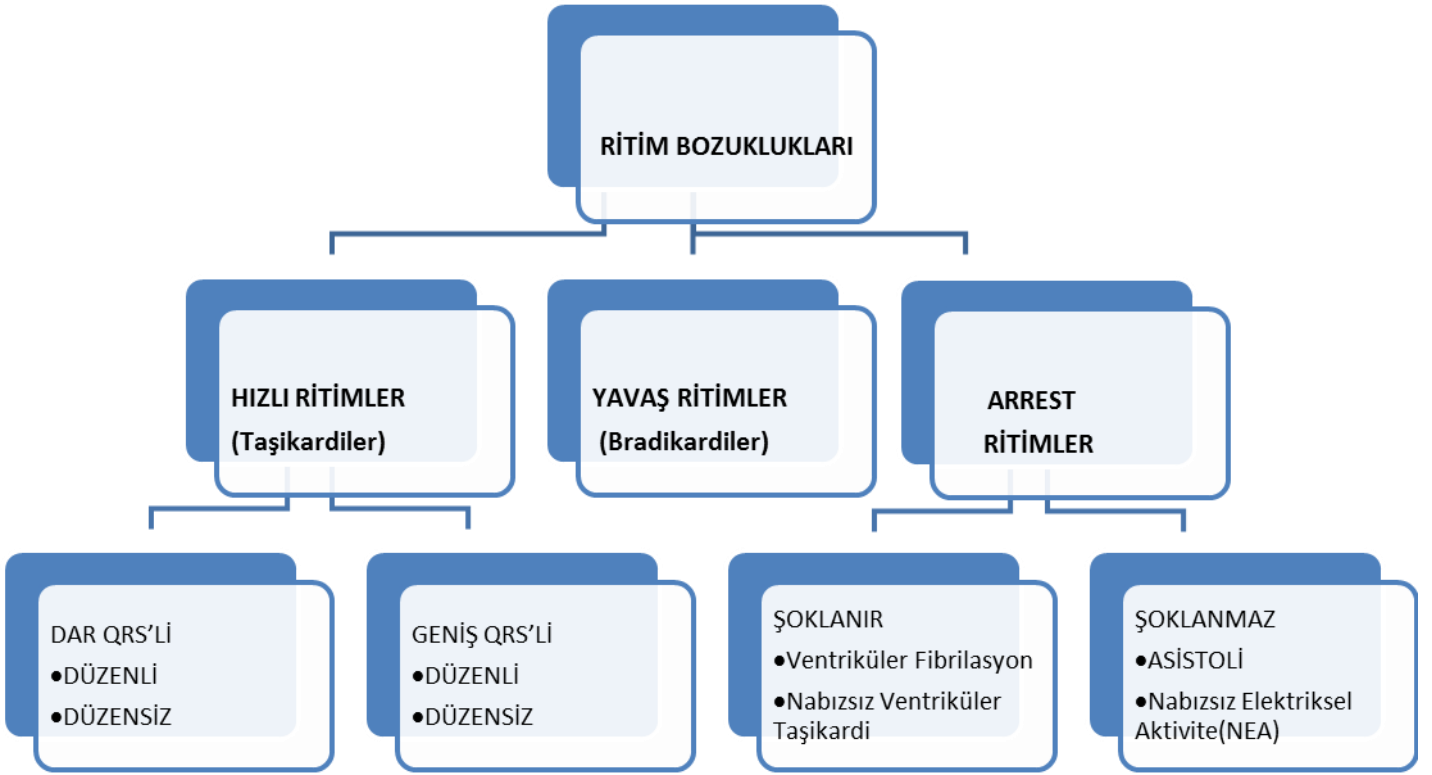 RİTİM BOZUKLUKLARI
HIZLI RİTİMLER
(Taşikardiler)
YAVAŞ RİTİMLER
(Bradikardiler)
ARREST
RİTİMLER
DAR QRS’Lİ
•DÜZENLİ
•DÜZENSİZ
GENİŞ QRS’Lİ
•DÜZENLİ
•DÜZENSİZ
ŞOKLANIR
•Ventriküler Fibrilasyon
•Nabızsız Ventriküler
Taşikardi
ŞOKLANMAZ
•ASİSTOLİ
•Nabızsız Elektriksel
Aktivite(NEA)